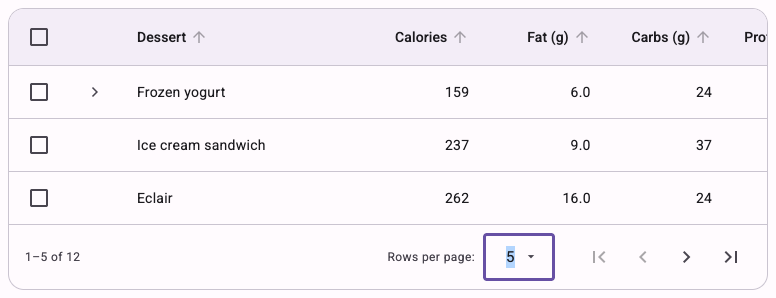 Dessert Calories Fat (g) Carbs (g) Pro
Frozen yogurt 159 6.0 24
Ice cream sandwich 237 9.0 37
Eclair 262 16.0 24
1–5 of 12 Rows per page: 5